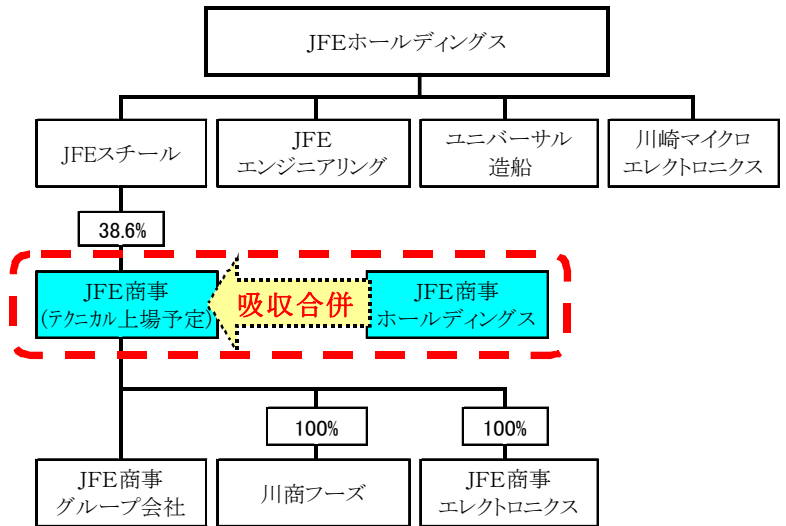 JFEホールディングス
JFEスチール
JFE
エンジニアリング
ユニバーサル
造船
川崎マイクロ
エレクトロニクス
38.6%
JFE商事
(テクニカル上場予定)
吸収合併
JFE商事
ホールディングス
100%
100%
JFE商事
グループ会社
川商フーズ
JFE商事
エレクトロニクス